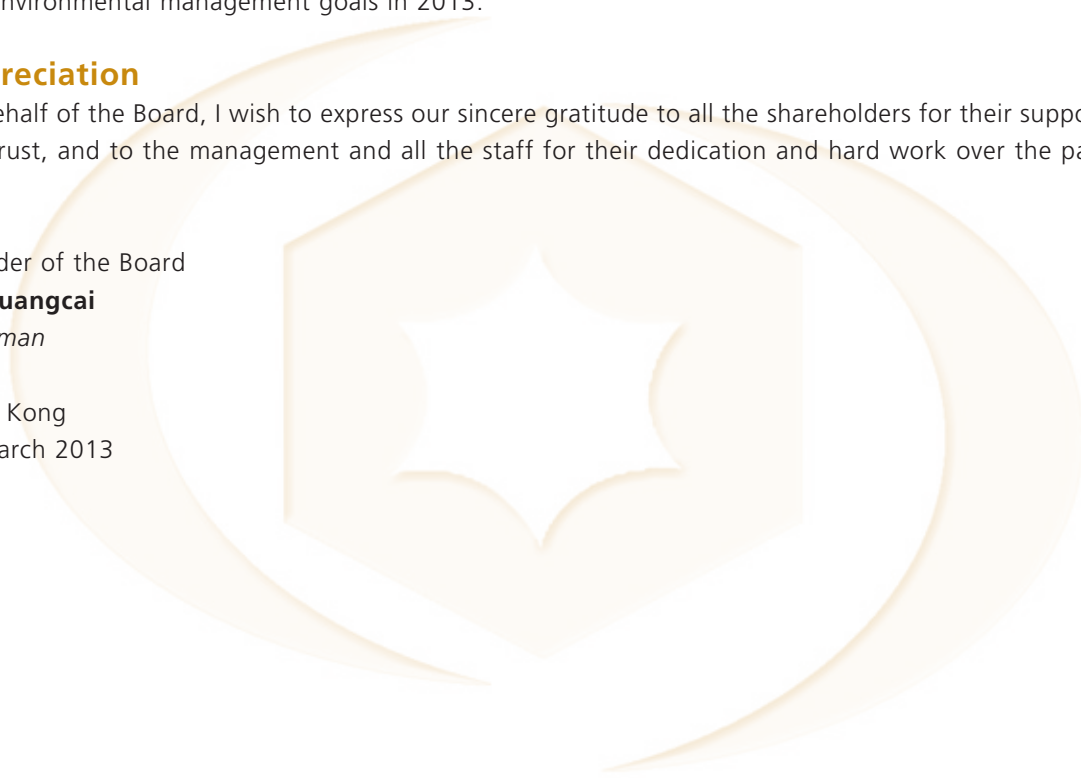 nvironmental management goals in 2013.
reciation
ehalf of the Board, I wish to express our sincere gratitude to all the shareholders for their suppo
rust, and to the management and all the staff for their dedication and hard work over the pa
der of the Board
uangcai
man
Kong
arch 2013